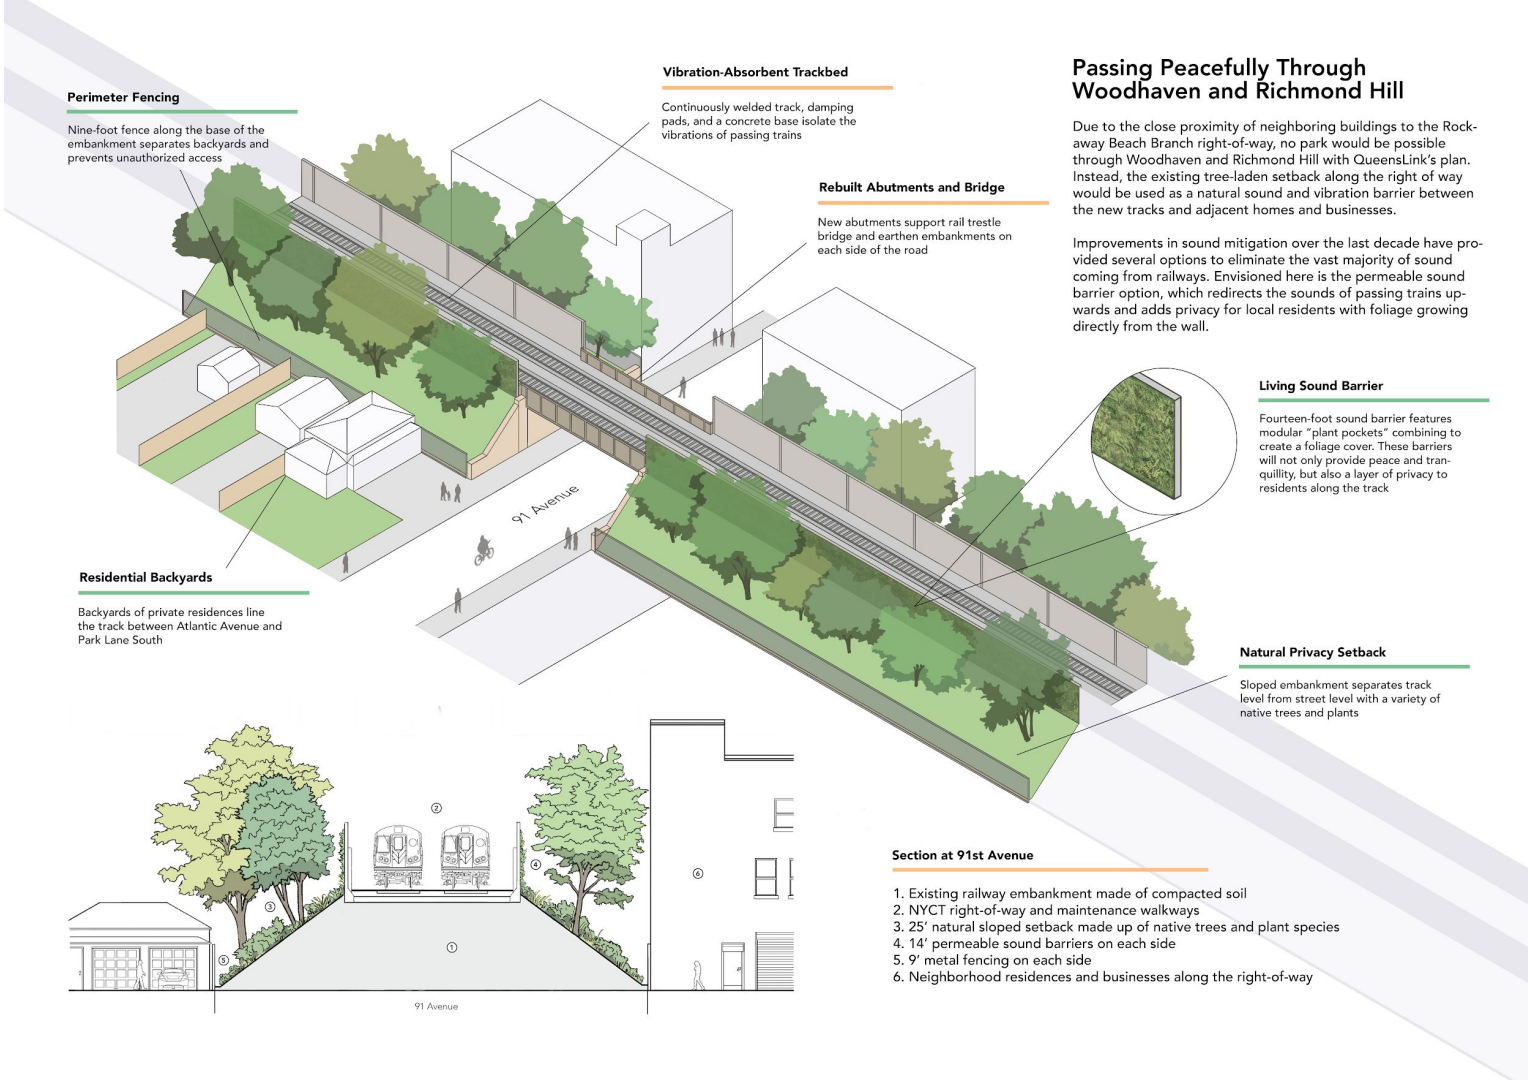 Passing Peacefully Through
Woodhaven and Richmond Hill
Due to the close proximity of neighboring buildings to the Rock-
away Beach Branch right-of-way, no park would be possible
through Woodhaven and Richmond Hill with QueensLink's plan.
Instead, the existing tree-laden setback along the right of way
would be used as a natural sound and vibration barrier between
the new tracks and adjacent homes and businesses.
Improvements in sound mitigation over the last decade have pro-
vided several options to eliminate the vast majority of sound
coming from railways. Envisioned here is the permeable sound
barrier option, which redirects the sounds of passing trains up-
wards and adds privacy for local residents with foliage growing
directly from the wall.
Vibration-Absorbent Trackbed
Continuously welded track, damping
pads, and a concrete base isolate the
vibrations of passing trains
Perimeter Fencing
Nine-foot fence along the base of the
embankment separates backyards and
prevents unauthorized access
Rebuilt Abutments and Bridge
New abutments support rail trestle
bridge and earthen embankments on
each side of the road
Living Sound Barrier
Fourteen-foot sound barrier features
modular "plant pockets" combining to
create a foliage cover. These barriers
will not only provide peace and tran-
quillity, but also a layer of privacy to
residents along the track
91 Avenue
Residential Backyards
Backyards of private residences line
the track between Atlantic Avenue and
Park Lane South
Natural Privacy Setback
Sloped embankment separates track
level from street level with a variety of
native trees and plants
2
4
6
3
1
5
91 Avenue
Section at 91st Avenue
1. Existing railway embankment made of compacted soil
2. NYCT right-of-way and maintenance walkways
3. 25' natural sloped setback made up of native trees and plant species
4. 14' permeable sound barriers on each side
5. 9' metal fencing on each side
6. Neighborhood residences and businesses along the right-of-way